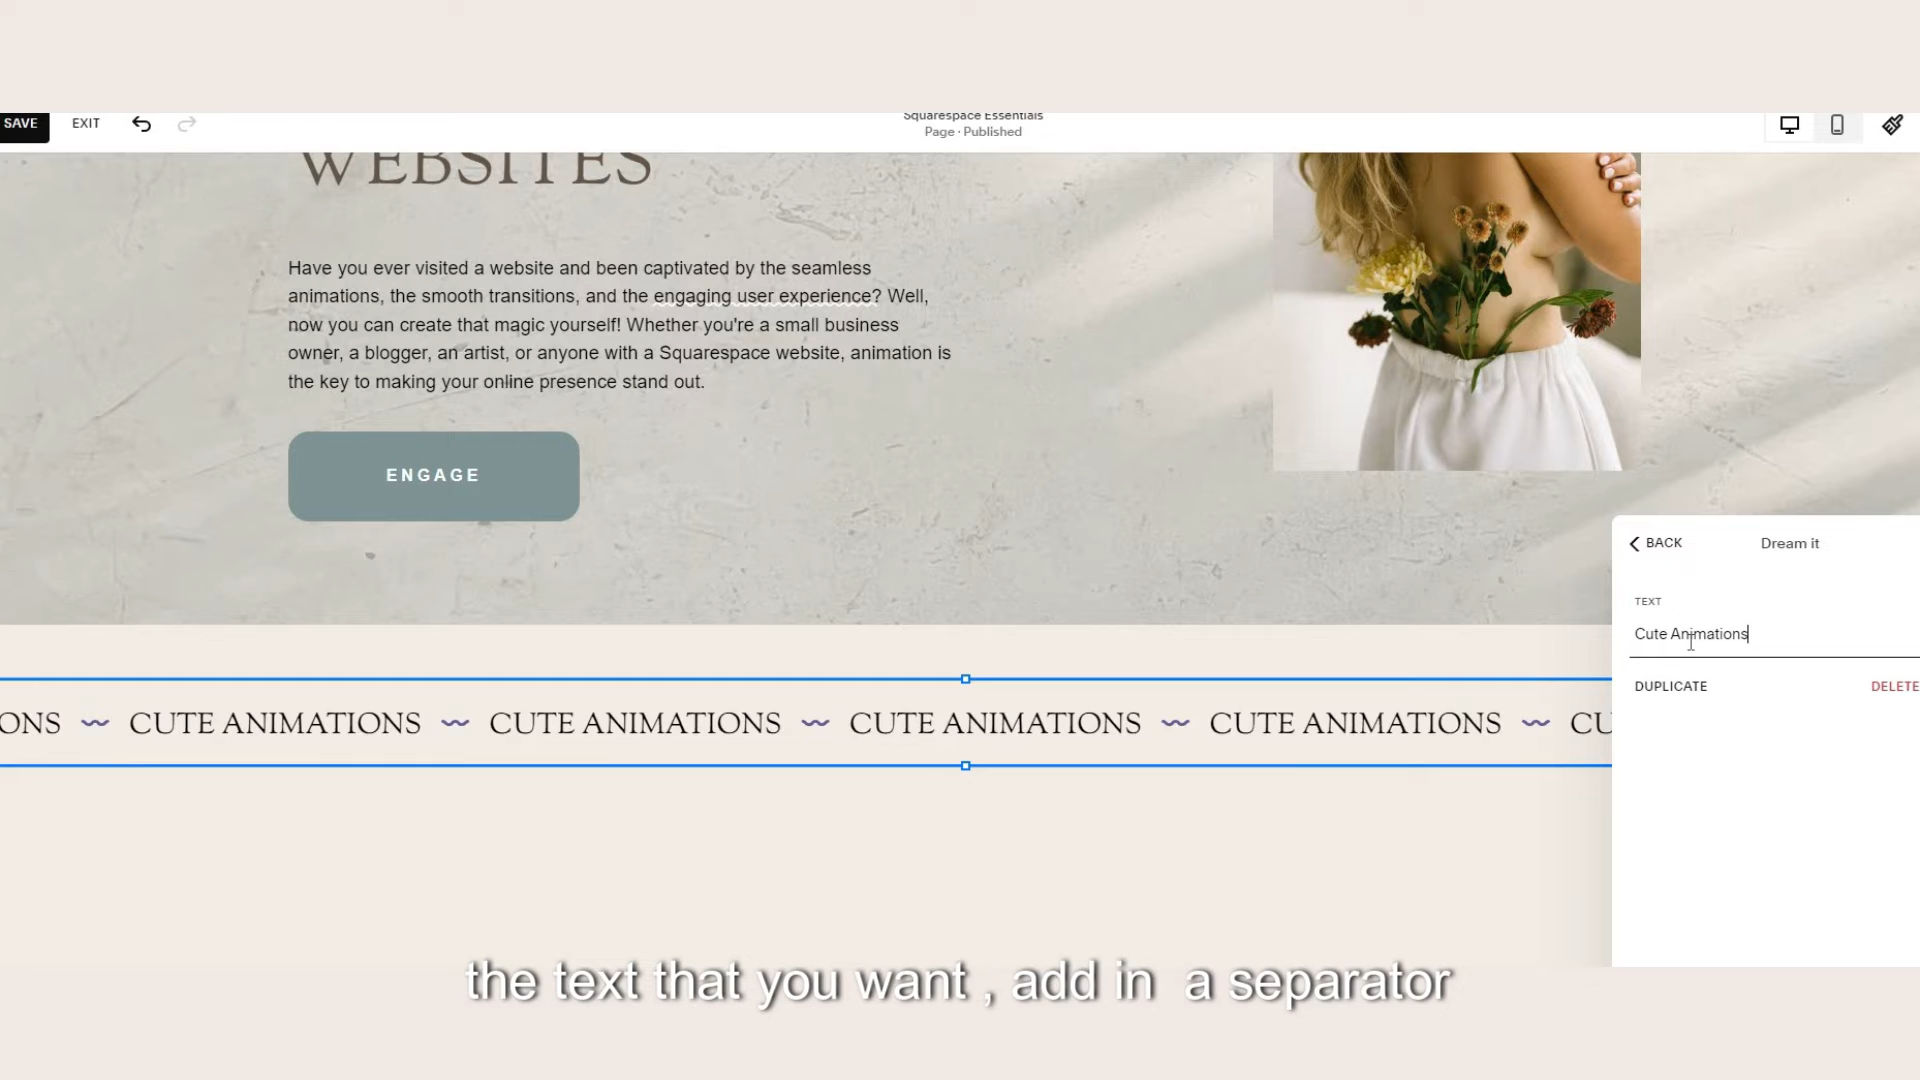 SAVE
EXIT
Squarespace Essentials
Page · Published
WEBSITES
Have you ever visited a website and been captivated by the seamless
animations, the smooth transitions, and the engaging user experience? Well,
now you can create that magic yourself! Whether you're a small business
owner, a blogger, an artist, or anyone with a Squarespace website, animation is
the key to making your online presence stand out.
ENGAGE
BACK
Dream it
TEXT
Cute Animations
DUPLICATE
DELETE
ONS CUTE ANIMATIONS CUTE ANIMATIONS CUTE ANIMATIONS CUTE ANIMATIONS CU
the text that you want , add in a separator